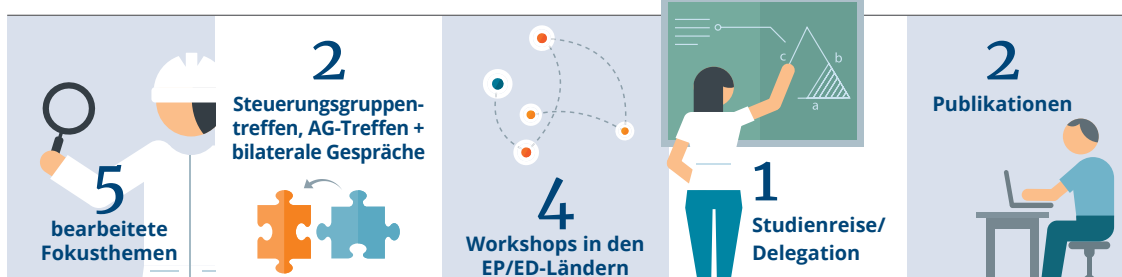 5
bearbeitete
Fokusthemen
2
Steuerungsgruppen-
treffen, AG-Treffen +
bilaterale Gespräche
4
Workshops in den
EP/ED-Ländern
c
b
a
1
Studienreise/
Delegation
2
Publikationen